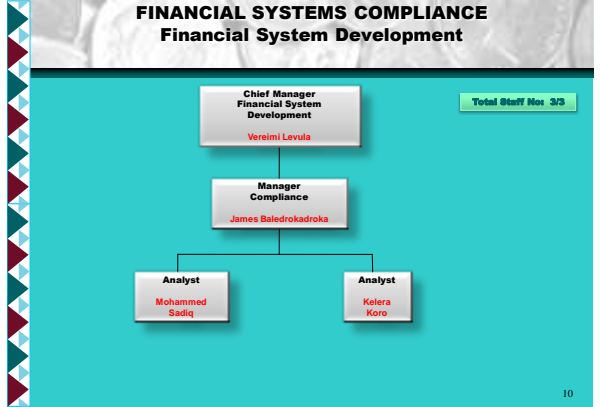 FINANCIAL SYSTEMS COMPLIANCE
Financial System Development
Total Staff No: 3/3
Chief Manager
Financial System
Development
Vereimi Levula
Manager
Compliance
James Baledrokadroka
Analyst
Mohammed
Sadiq
Analyst
Kelera
Koro
10